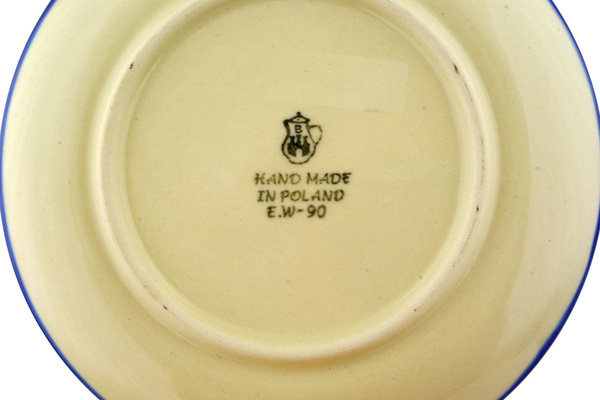 B
HAND MADE
IN POLAND
E.W-90